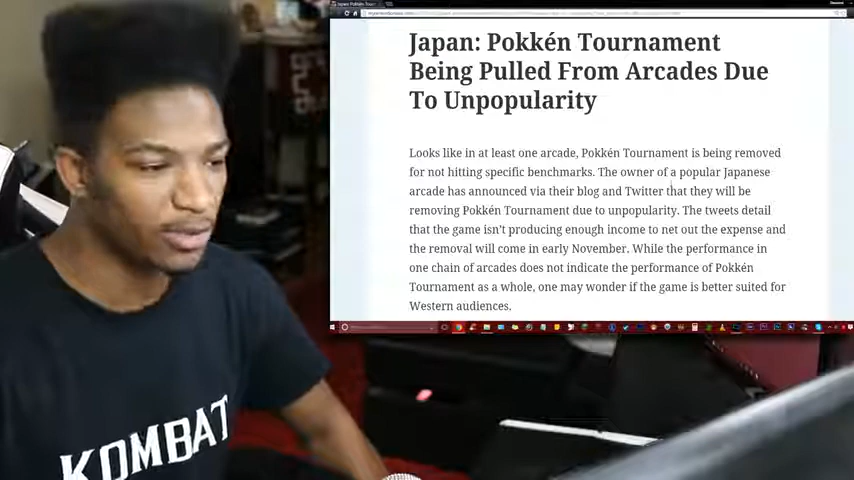 Japan: Pokkén Tournament
Being Pulled From Arcades Due
To Unpopularity
Looks like in at least one arcade, Pokkén Tournament is being removed
for not hitting specific benchmarks. The owner of a popular Japanese
arcade has announced via their blog and Twitter that they will be
removing Pokkén Tournament due to unpopularity. The tweets detail
that the game isn't producing enough income to net out the expense and
the removal will come in early November. While the performance in
one chain of arcades does not indicate the performance of Pokkén
Tournament as a whole, one may wonder if the game is better suited for
Western audiences.
KOMBAT